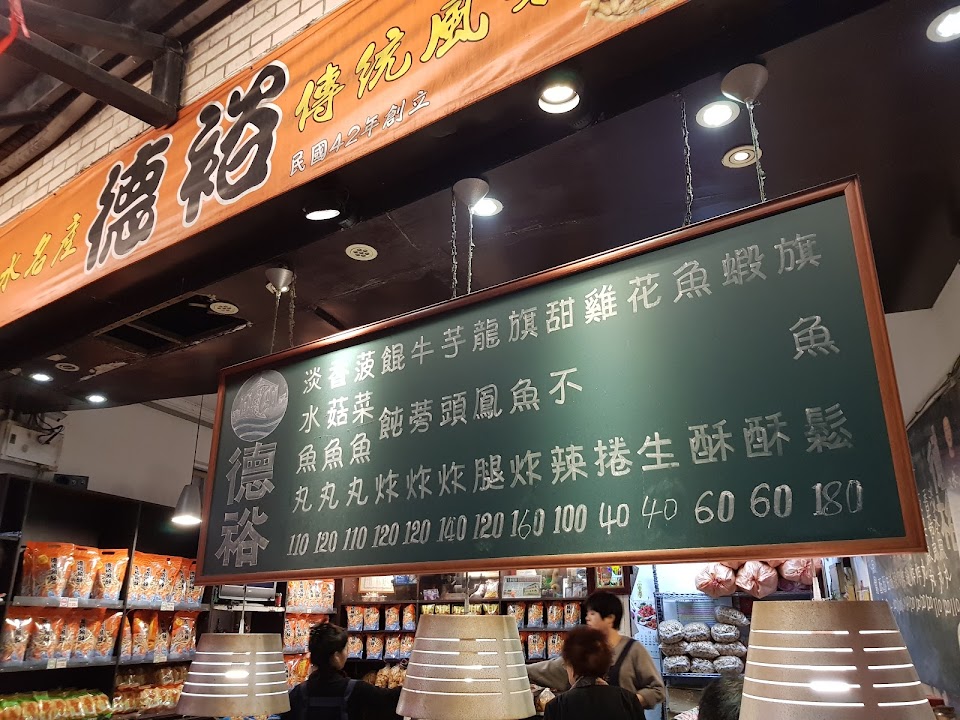 水名產
德裕
傳統風
民國42年創立
德裕
淡水魚丸 110
香菇魚丸 120
菠菜魚丸 110
餛飩炸 120
牛蒡炸 120
芋頭炸 140
龍鳳腿 120
旗魚炸 160
甜不辣 100
雞捲 40
花生 40
魚酥 60
蝦酥 60
旗魚鬆 180